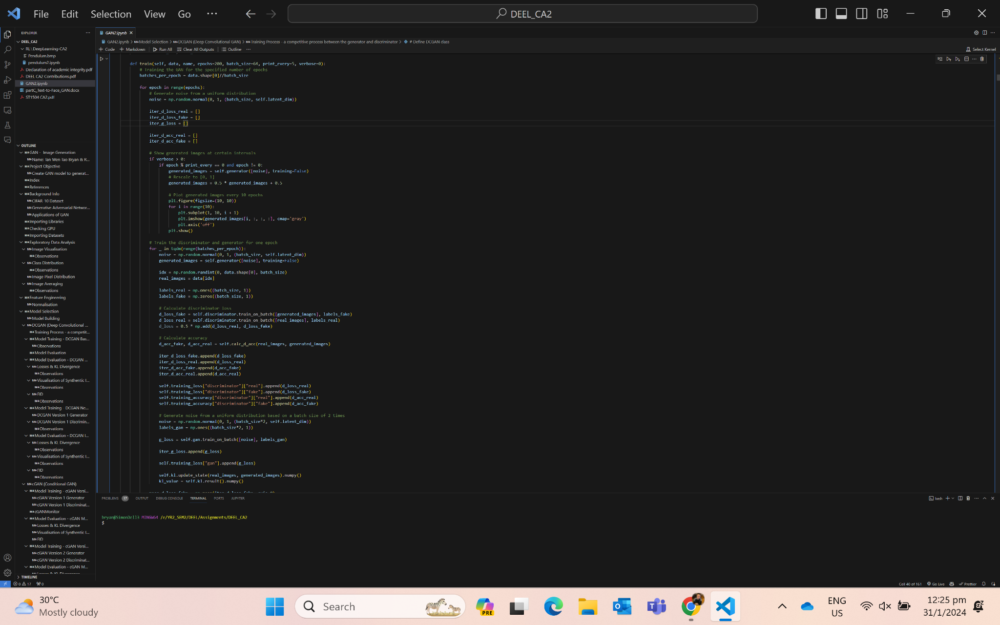 File Edit Selection View Go ...
DEEL_CA2
EXPLORER
GAN2.ipynb
DEEL_CA2
RL\DeepLearning-CA2
Pendulum.bmp
pendulum2.ipynb
Declaration of academic integrity.pdf
DEEL CA2 Contributions.pdf
GAN2.ipynb
partC_Text-to-Face_GAN.docx
ST1504 CA2.pdf
OUTLINE
GAN - Image Generation
Name: Tan Wen Tao Bryan & R...
Project Objective
Create GAN model to generat...
Index
References
Background Info
CIFAR 10 Dataset
Generative Adversarial Networ...
Applications of GAN
Importing Libraries
Checking GPU
Importing Datasets
Exploratory Data Analysis
Image Visualisation
Observations
Class Distribution
Observations
Image Pixel Distribution
Image Averaging
Observations
Feature Engineering
Normalisation
Model Selection
Model Building
DCGAN (Deep Convolutional ...
Training Process - a competit...
Model Training - DCGAN Bas...
Observations
Model Evaluation
Model Evaluation - DCGAN ...
Losses & KL Divergence
Observations
Visualisation of Synthentic I...
Observations
FID
Observations
Model Training - DCGAN Ne...
DCGAN Version 1 Generator
DCGAN Version 1 Discrimin...
Observations
Model Evaluation - DCGAN I...
Losses & KL Divergence
Observations
Visualisation of Synthentic I...
Observations
FID
Observations
cGAN (Conditional GAN)
Model Training - cGAN Versi...
cGAN Version 1 Generator
cGAN Version 1 Discriminat...
cGANMonitor
Model Evaluation - cGAN M...
Losses & KL Divergence
Visualisation of Synthentic I...
FID
Model Training - cGAN Versi...
cGAN Version 2 Generator
cGAN Version 2 Discriminat...
Model Evaluation - cGAN M...
TIMELINE
GAN2.ipynb > Model Selection > DCGAN (Deep Convolutional GAN) > Training Process - a competitive process between the generator and discriminator > # Define DCGAN class
+ Code + Markdown Run All Clear All Outputs Outline ...
Select Kernel
def train(self, data, name, epochs=200, batch_size=64, print_every=5, verbose=0):
# Training the GAN for the specified number of epochs
batches_per_epoch = data.shape[0]//batch_size
for epoch in range(epochs):
# Generate noise from a uniform distribution
noise = np.random.normal(0, 1, (batch_size, self.latent_dim))
iter_d_loss_real = []
iter_d_loss_fake = []
iter_g_loss = []
iter_d_acc_real = []
iter_d_acc_fake = []
# Show generated images at certain intervals
if verbose > 0:
if epoch % print_every == 0 and epoch != 0:
generated_images = self.generator([noise], training=False)
# Rescale to [0, 1]
generated_images = 0.5 * generated_images + 0.5
# Plot generated images every 10 epochs
plt.figure(figsize=(10, 10))
for i in range(10):
plt.subplot(1, 10, i + 1)
plt.imshow(generated_images[i, :, :, :], cmap='gray')
plt.axis('off')
plt.show()
# Train the discriminator and generator for one epoch
for _ in tqdm(range(batches_per_epoch)):
noise = np.random.normal(0, 1, (batch_size, self.latent_dim))
generated_images = self.generator([noise], training=False)
idx = np.random.randint(0, data.shape[0], batch_size)
real_images = data[idx]
labels_real = np.ones((batch_size, 1))
labels_fake = np.zeros((batch_size, 1))
# Calculate discriminator loss
d_loss_fake = self.discriminator.train_on_batch([generated_images], labels_fake)
d_loss_real = self.discriminator.train_on_batch([real_images], labels_real)
d_loss = 0.5 * np.add(d_loss_real, d_loss_fake)
# Calculate accuracy
d_acc_fake, d_acc_real = self.calc_d_acc(real_images, generated_images)
iter_d_loss_fake.append(d_loss_fake)
iter_d_loss_real.append(d_loss_real)
iter_d_acc_fake.append(d_acc_fake)
iter_d_acc_real.append(d_acc_real)
self.training_loss["discriminator"]["real"].append(d_loss_real)
self.training_loss["discriminator"]["fake"].append(d_loss_fake)
self.training_accuracy["discriminator"]["real"].append(d_acc_real)
self.training_accuracy["discriminator"]["fake"].append(d_acc_fake)
# Generate noise from a uniform distribution based on a batch size of 2 times
noise = np.random.normal(0, 1, (batch_size*2, self.latent_dim))
labels_gan = np.ones((batch_size*2, 1))
g_loss = self.gan.train_on_batch([noise], labels_gan)
iter_g_loss.append(g_loss)
self.training_loss["gan"].append(g_loss)
self.kl.update_state(real_images, generated_images).numpy()
kl_value = self.kl.result().numpy()
PROBLEMS 17 OUTPUT DEBUG CONSOLE TERMINAL PORTS JUPYTER
bash
bryan@SimonDell3 MINGW64 /e/YR2_SEM2/DEEL/Assignments/DEEL_CA2
$
0 17 0
Cell 40 of 161 Go Live Prettier
30°C
Mostly cloudy
Search
PRE
ENG
US
12:25 pm
31/1/2024